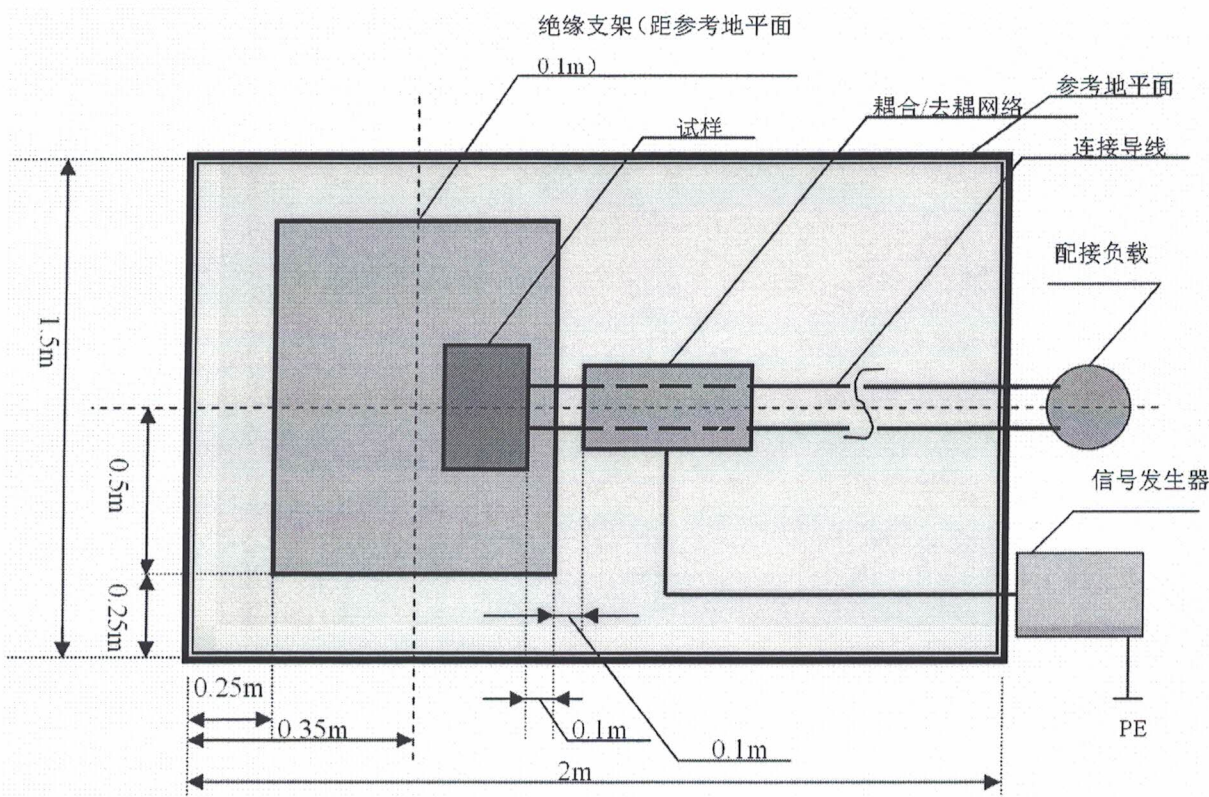 绝缘支架（距参考地平面
0.1m）
参考地平面
耦合/去耦网络
试样
连接导线
配接负载
1.5m
0.5m
信号发生器
0.25m
0.25m
0.35m
0.1m
0.1m
PE
2m